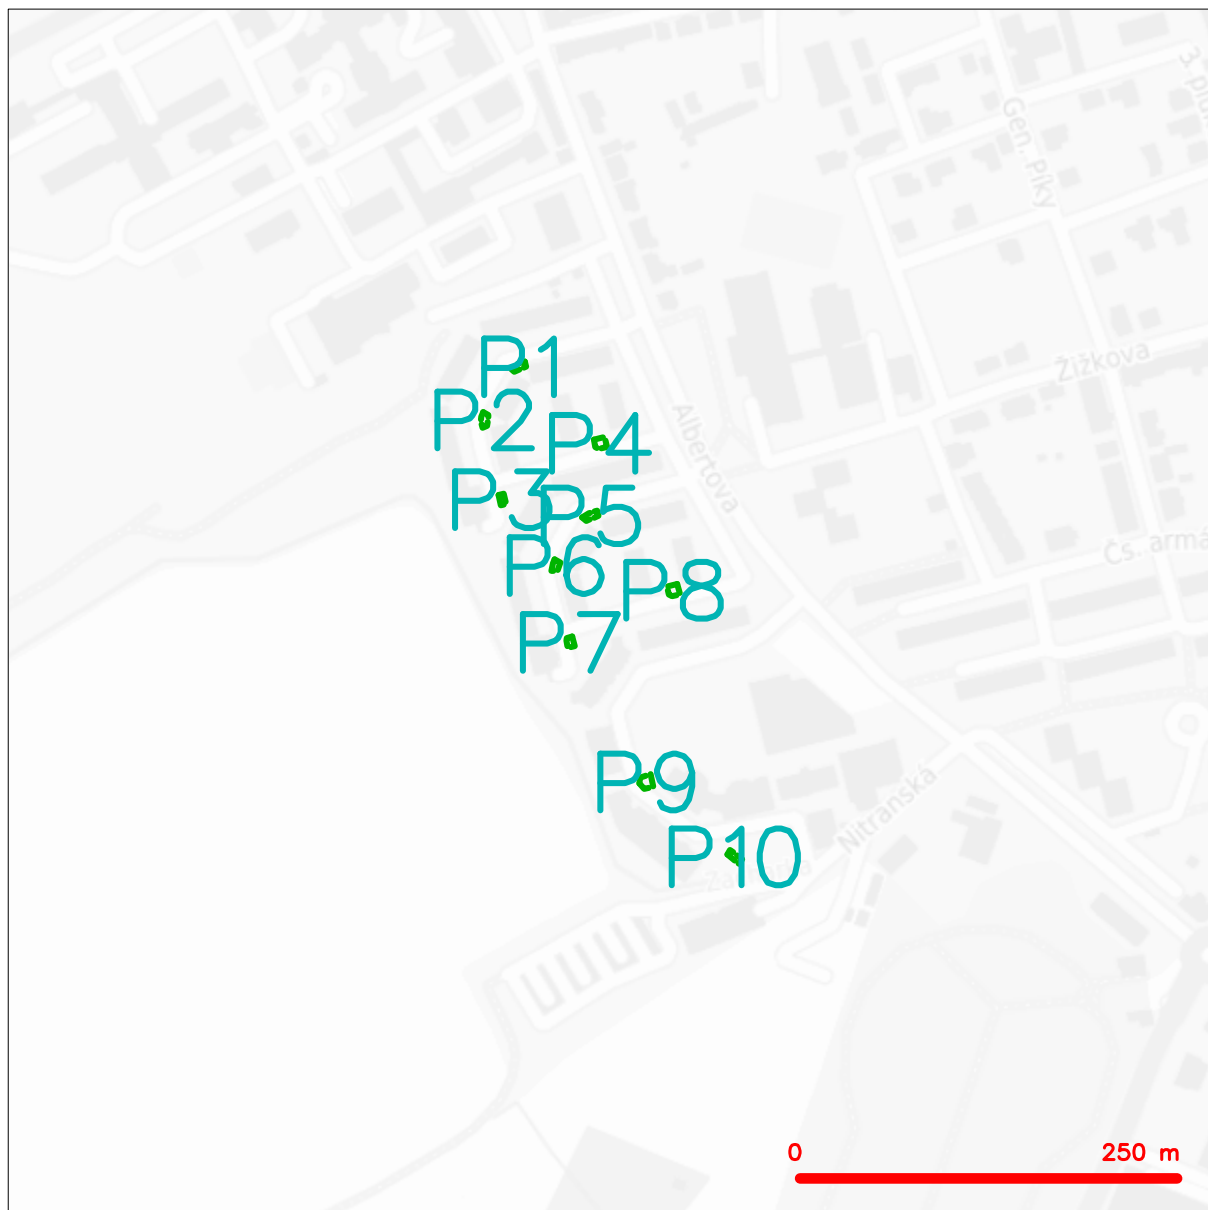 3. pluk
Gen. Píky
Žižkova
Albertova
Čs. armá
P1
P2
P4
P3
P5
P6
P8
P7
P9
Nitranská
P10
0 250 m